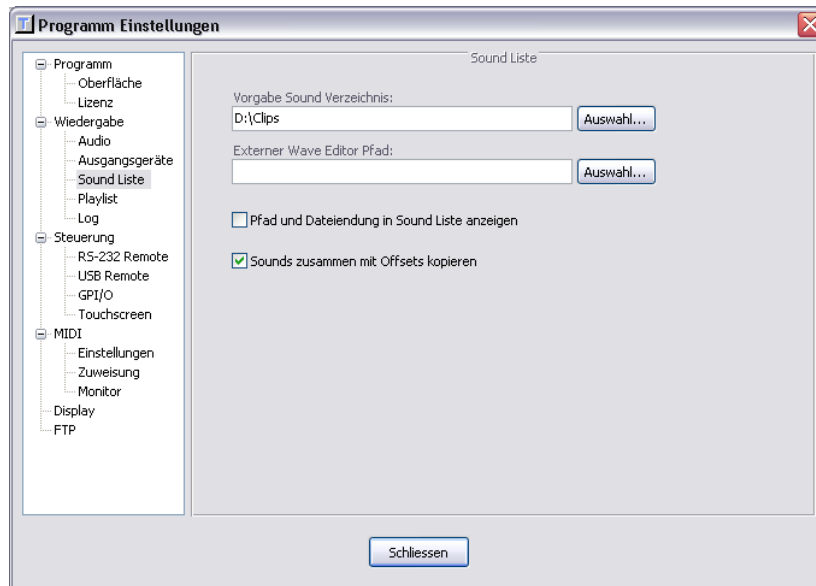 Programm Einstellungen
Programm
Oberfläche
Lizenz
Wiedergabe
Audio
Ausgangsgeräte
Sound Liste
Playlist
Log
Steuerung
RS-232 Remote
USB Remote
GPI/O
Touchscreen
MIDI
Einstellungen
Zuweisung
Monitor
Display
FTP
Sound Liste
Vorgabe Sound Verzeichnis:
D:\Clips
Auswahl...
Externer Wave Editor Pfad:
Auswahl...
Pfad und Dateiendung in Sound Liste anzeigen
Sounds zusammen mit Offsets kopieren
Schliessen